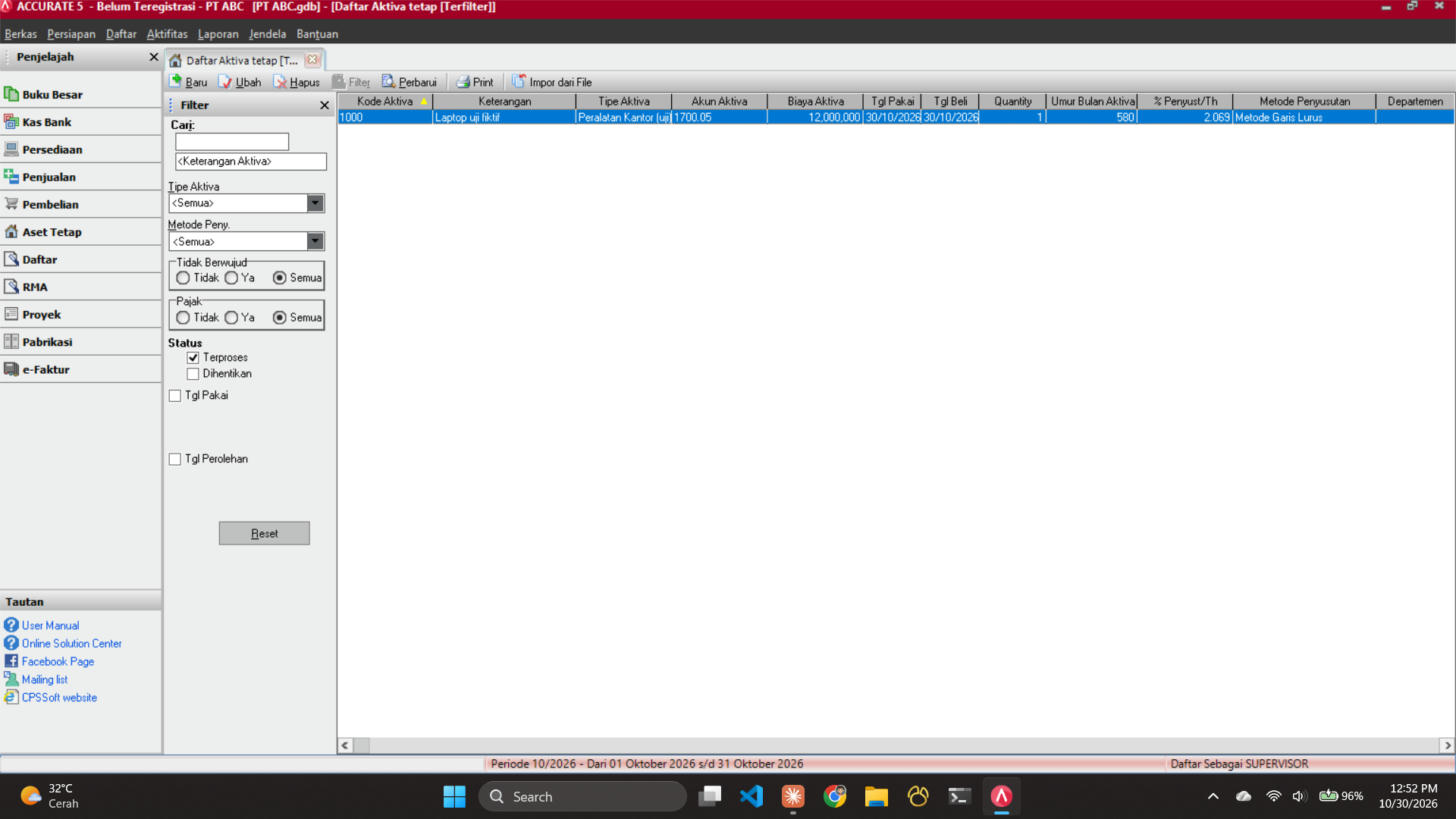 ACCURATE 5 - Belum Teregistrasi - PT ABC [PT ABC.gdb] - [Daftar Aktiva tetap [Terfilter]]
Berkas Persiapan Daftar Aktifitas Laporan Jendela Bantuan
Penjelajah
Daftar Aktiva tetap [T...
Baru Ubah Hapus Filter Perbarui Print Impor dari File
Buku Besar
Kas Bank
Persediaan
Penjualan
Pembelian
Aset Tetap
Daftar
RMA
Proyek
Pabrikasi
e-Faktur
Tautan
User Manual
Online Solution Center
Facebook Page
Mailing list
CPSSoft website
Filter
Cari:
<Keterangan Aktiva>
Tipe Aktiva
<Semua>
Metode Peny.
<Semua>
Tidak Berwujud
Tidak Ya Semua
Pajak
Tidak Ya Semua
Status
Terproses
Dihentikan
Tgl Pakai
Tgl Perolehan
Reset
Kode Aktiva Keterangan Tipe Aktiva Akun Aktiva Biaya Aktiva Tgl Pakai Tgl Beli Quantity Umur Bulan Aktiva % Penyust/Th Metode Penyusutan Departemen
1000 Laptop uji fiktif Peralatan Kantor (uji 1700.05 12,000,000 30/10/2026 30/10/2026 1 580 2.069 Metode Garis Lurus
Periode 10/2026 - Dari 01 Oktober 2026 s/d 31 Oktober 2026
Daftar Sebagai SUPERVISOR
32°C
Cerah
Search
96%
12:52 PM
10/30/2026